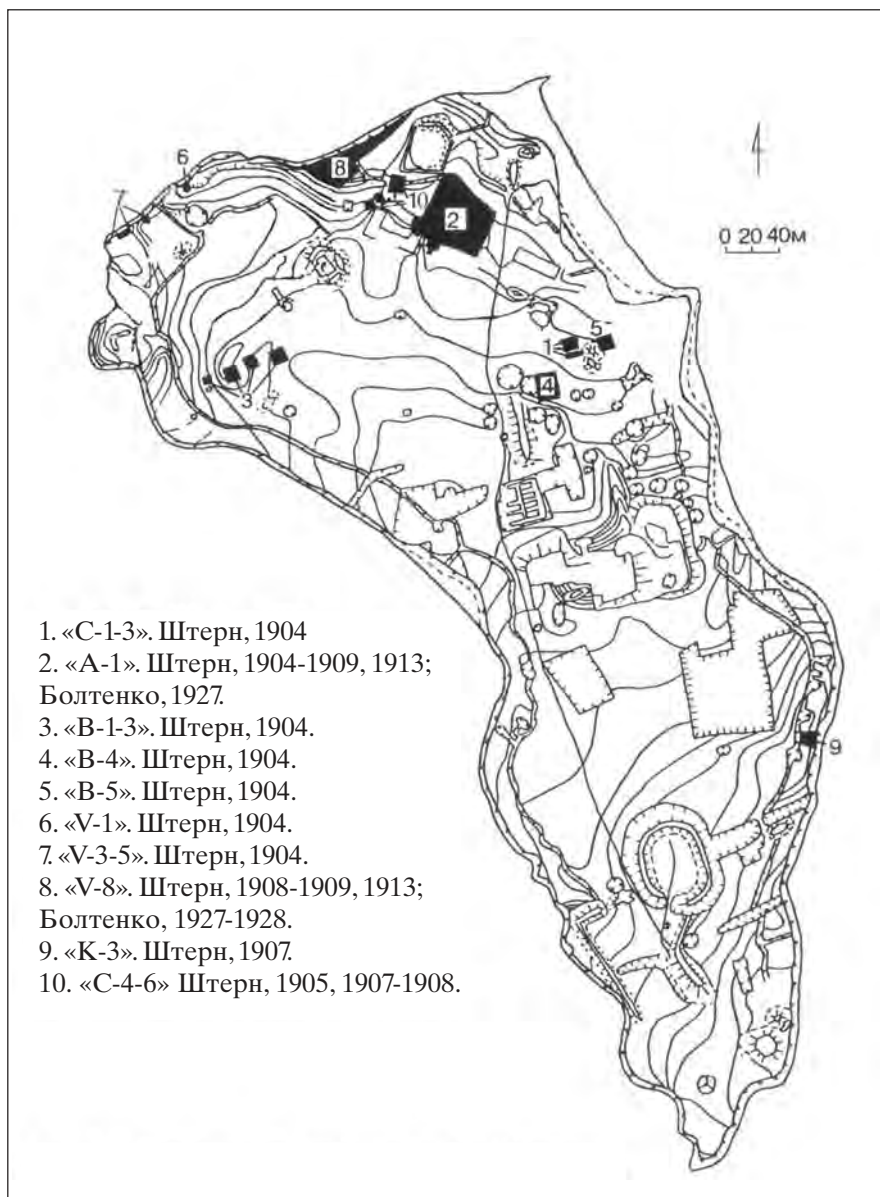 6
7
8
10
2
0 20 40м
1
5
4
3
9
1. «С-1-3». Штерн, 1904
2. «А-1». Штерн, 1904-1909, 1913;
Болтенко, 1927.
3. «В-1-3». Штерн, 1904.
4. «В-4». Штерн, 1904.
5. «В-5». Штерн, 1904.
6. «V-1». Штерн, 1904.
7. «V-3-5». Штерн, 1904.
8. «V-8». Штерн, 1908-1909, 1913;
Болтенко, 1927-1928.
9. «К-3». Штерн, 1907.
10. «С-4-6» Штерн, 1905, 1907-1908.